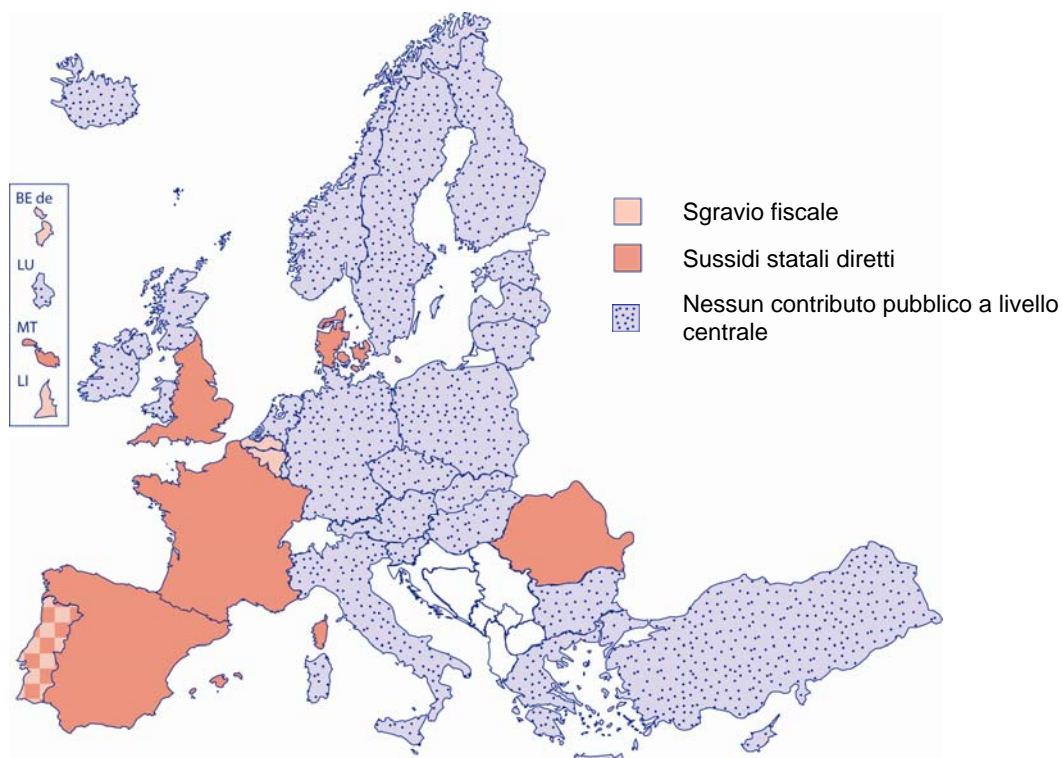 BE de
LU
MT
LI
Sgravio fiscale
Sussidi statali diretti
Nessun contributo pubblico a livello
centrale